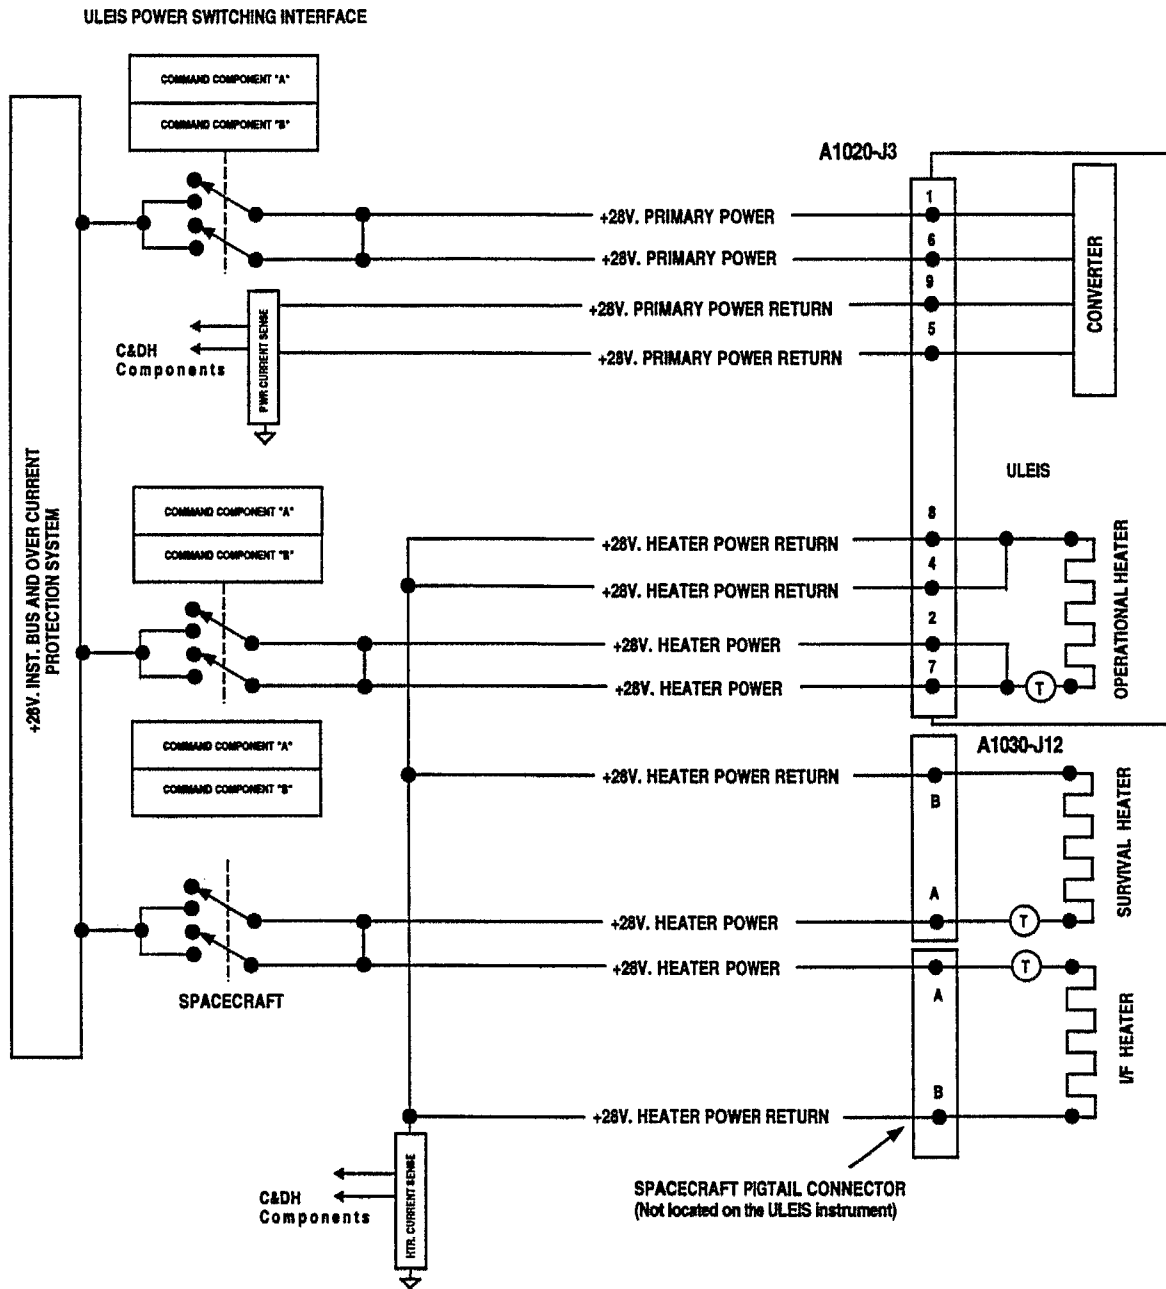 ULEIS POWER SWITCHING INTERFACE
COMMAND COMPONENT "A"
COMMAND COMPONENT "B"
A1020-J3
1
+28V. PRIMARY POWER
6
+28V. PRIMARY POWER
9
+28V. PRIMARY POWER RETURN
5
+28V. PRIMARY POWER RETURN
CONVERTER
PWR CURRENT SENSE
C&DH
Components
+28V. INST. BUS AND OVER CURRENT
PROTECTION SYSTEM
ULEIS
COMMAND COMPONENT "A"
COMMAND COMPONENT "B"
8
+28V. HEATER POWER RETURN
4
+28V. HEATER POWER RETURN
2
+28V. HEATER POWER
7
+28V. HEATER POWER
T
OPERATIONAL HEATER
COMMAND COMPONENT "A"
COMMAND COMPONENT "B"
A1030-J12
+28V. HEATER POWER RETURN
B
A
+28V. HEATER POWER
T
SURVIVAL HEATER
+28V. HEATER POWER
T
A
SPACECRAFT
I/F HEATER
B
+28V. HEATER POWER RETURN
HTR. CURRENT SENSE
C&DH
Components
SPACECRAFT PIGTAIL CONNECTOR
(Not located on the ULEIS instrument)